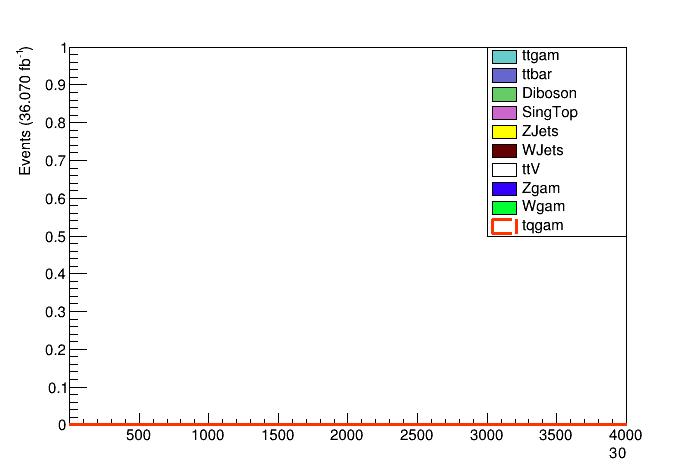 Events (36.070 fb-1)
1
0.9
0.8
0.7
0.6
0.5
0.4
0.3
0.2
0.1
0
ttgam
ttbar
Diboson
SingTop
ZJets
WJets
ttV
Zgam
Wgam
tqgam
500 1000 1500 2000 2500 3000 3500 4000
30